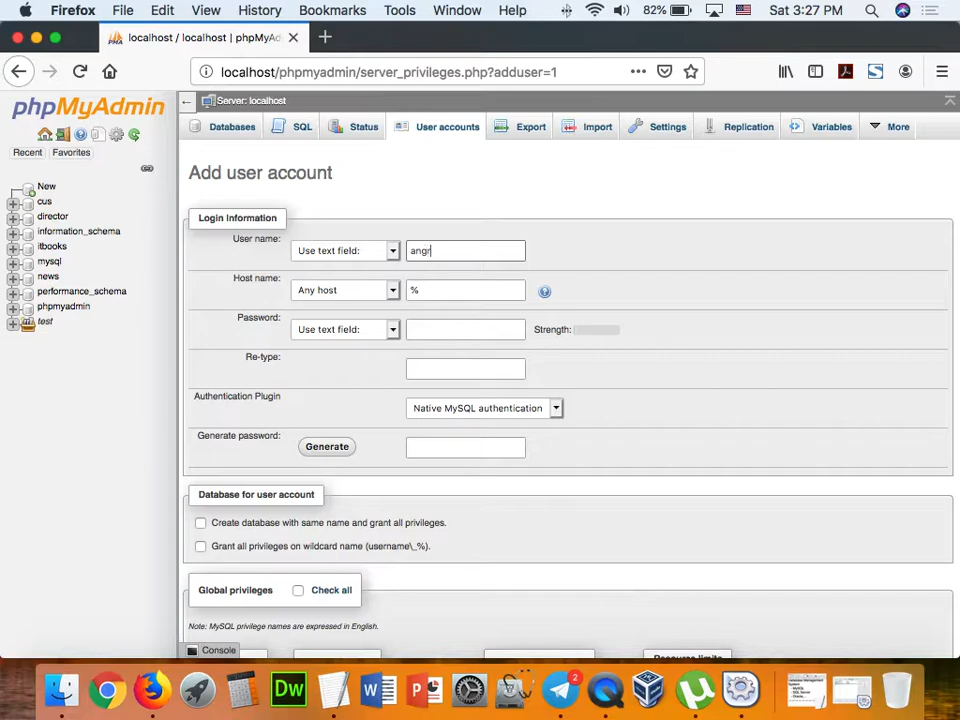 Firefox File Edit View History Bookmarks Tools Window Help 82% Sat 3:27 PM
localhost / localhost | phpMyAd
localhost/phpmyadmin/server_privileges.php?adduser=1
phpMyAdmin
Recent Favorites
New
cus
director
information_schema
itbooks
mysql
news
performance_schema
phpmyadmin
test
Server: localhost
Databases SQL Status User accounts Export Import Settings Replication Variables More
Add user account
Login Information
User name: Use text field: angr
Host name: Any host %
Password: Use text field: Strength:
Re-type:
Authentication Plugin Native MySQL authentication
Generate password: Generate
Database for user account
Create database with same name and grant all privileges.
Grant all privileges on wildcard name (username\_%).
Global privileges Check all
Note: MySQL privilege names are expressed in English.
Console
Resource limits
Dw W P 2